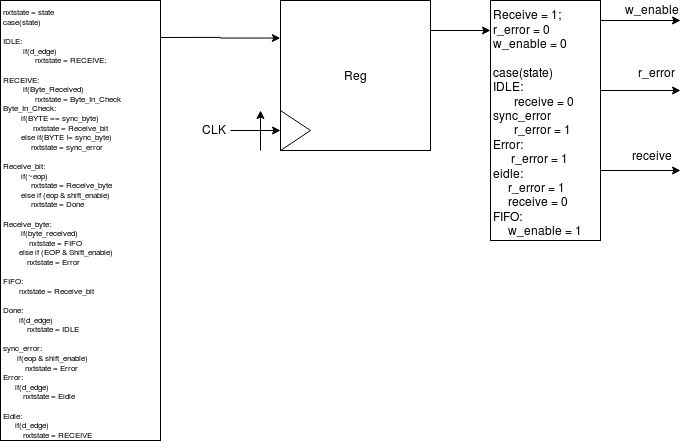 nxtstate = state
case(state)
IDLE:
if(d_edge)
nxtstate = RECEIVE;
RECEIVE:
if(Byte_Received)
nxtstate = Byte_In_Check
Byte_In_Check:
if(BYTE == sync_byte)
nxtstate = Receive_bit
else if(BYTE != sync_byte)
nxtstate = sync_error
Receive_bit:
if(~eop)
nxtstate = Receive_byte
else if (eop & shift_enable)
nxtstate = Done
Receive_byte:
if(byte_received)
nxtstate = FIFO
else if (EOP & Shift_enable)
nxtstate = Error
FIFO:
nxtstate = Receive_bit
Done:
if(d_edge)
nxtstate = IDLE
sync_error:
if(eop & shift_enable)
nxtstate = Error
Error:
if(d_edge)
nxtstate = Eidle
Eidle:
if(d_edge)
nxtstate = RECEIVE
Reg
CLK
Receive = 1;
r_error = 0
w_enable = 0
case(state)
IDLE:
receive = 0
sync_error
r_error = 1
Error:
r_error = 1
eidle:
r_error = 1
receive = 0
FIFO:
w_enable = 1
w_enable
r_error
receive